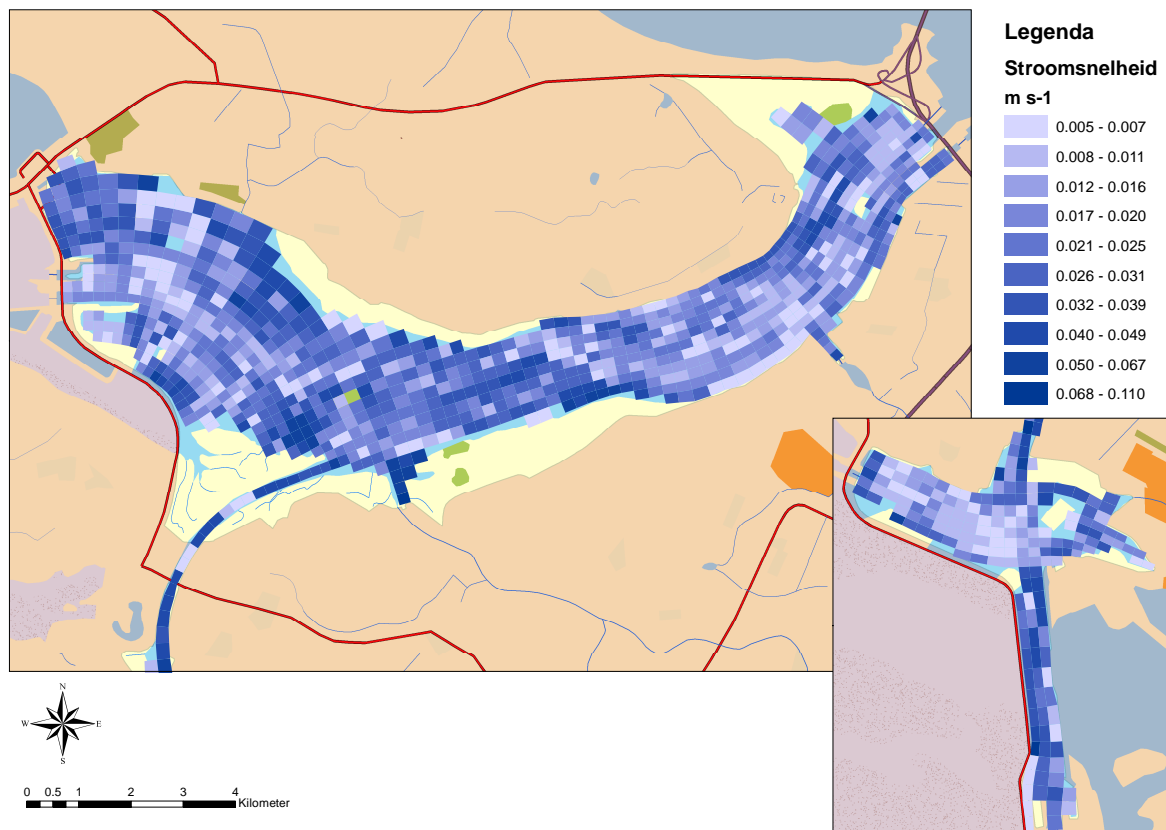 Legenda
Stroomsnelheid
m s-1
0.005 - 0.007
0.008 - 0.011
0.012 - 0.016
0.017 - 0.020
0.021 - 0.025
0.026 - 0.031
0.032 - 0.039
0.040 - 0.049
0.050 - 0.067
0.068 - 0.110
N
W E
S
0 0.5 1 2 3 4
Kilometer